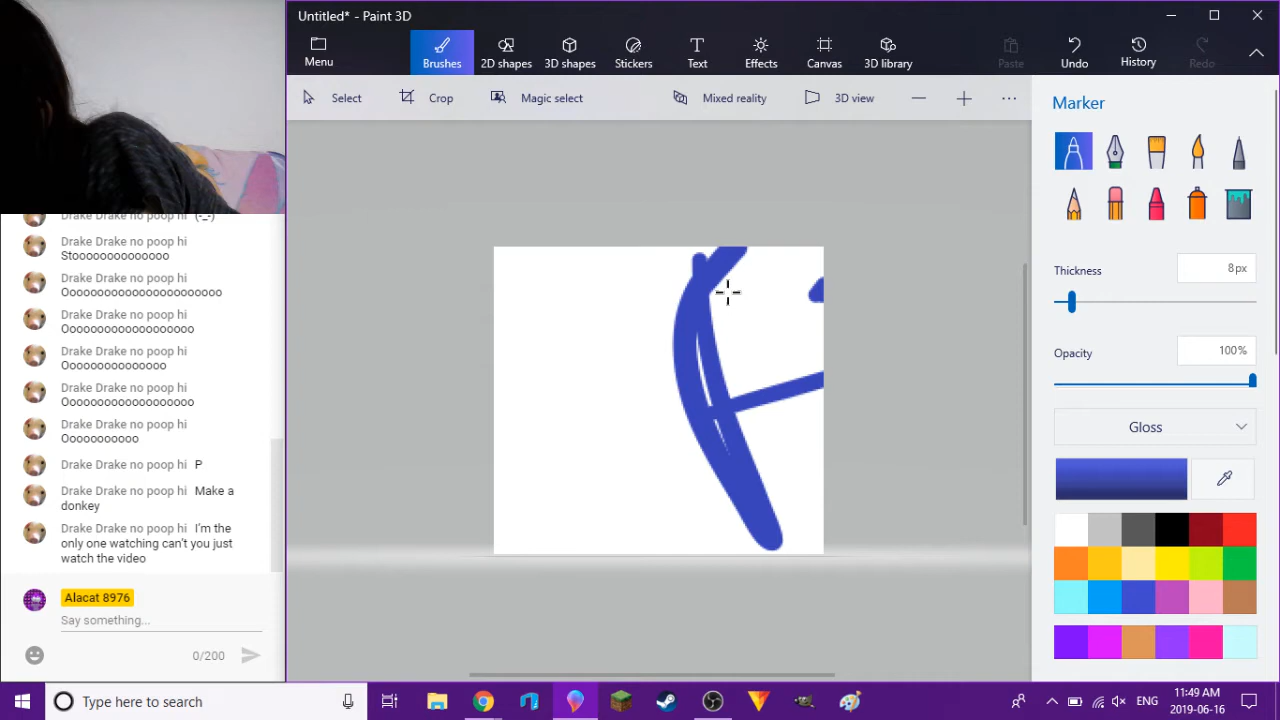 Untitled* - Paint 3D
Menu
Brushes
2D shapes
3D shapes
Stickers
Text
Effects
Canvas
3D library
Paste
Undo
History
Redo
Select
Crop
Magic select
Mixed reality
3D view
Marker
Thickness
8px
Opacity
100%
Gloss
Drake Drake no poop hi (-_-)
Drake Drake no poop hi
Stoooooooooooooo
Drake Drake no poop hi
Oooooooooooooooooooooooo
Drake Drake no poop hi
Oooooooooooooooooooo
Drake Drake no poop hi
Ooooooooooooooo
Drake Drake no poop hi
Oooooooooooooooooooo
Drake Drake no poop hi
Ooooooooooo
Drake Drake no poop hi P
Drake Drake no poop hi Make a
donkey
Drake Drake no poop hi I'm the
only one watching can't you just
watch the video
Alacat 8976
Say something...
0/200
Type here to search
ENG
11:49 AM
2019-06-16